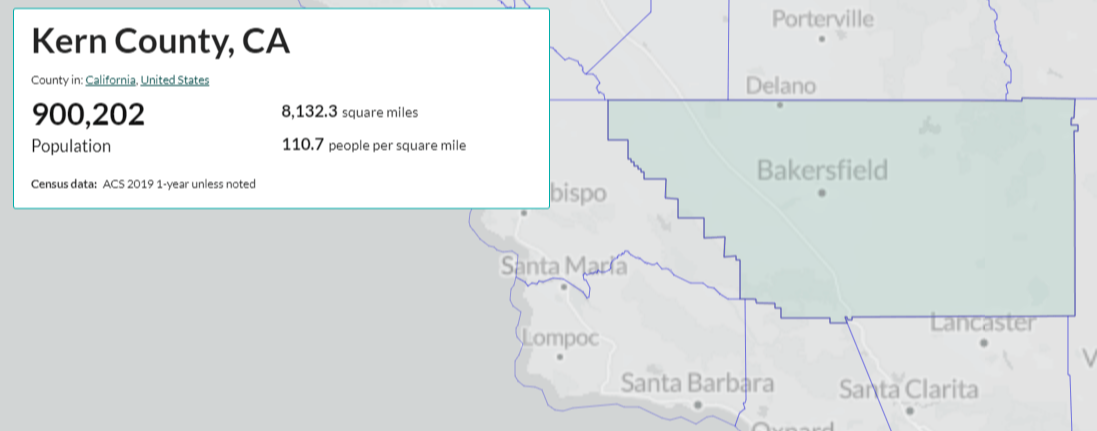 Kern County, CA
County in: California, United States
900,202
Population
8,132.3 square miles
110.7 people per square mile
Census data: ACS 2019 1-year unless noted
Porterville
Delano
Bakersfield
bispo
Santa Maria
Lompoc
Lancaster
Santa Barbara
Santa Clarita
Oxnard
V